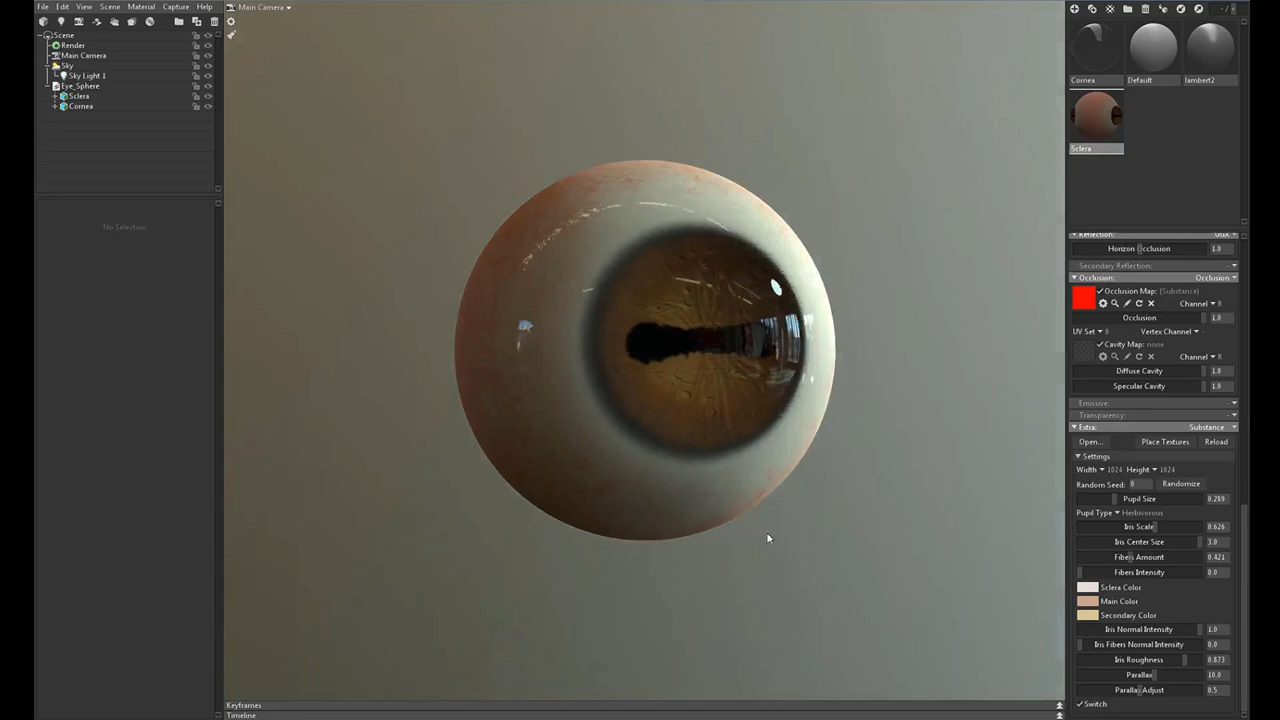 File Edit View Scene Material Capture Help
Main Camera
Scene
Render
Main Camera
Sky
Sky Light 1
Eye_Sphere
Sclera
Cornea
No Selection
Cornea Default lambert2
Sclera
Reflection: GGX
Horizon Occlusion 1.0
Secondary Reflection:
Occlusion: Occlusion
Occlusion Map: (Substance)
Channel R
Occlusion 1.0
UV Set 0 Vertex Channel -
Cavity Map: none
Channel R
Diffuse Cavity 1.0
Specular Cavity 1.0
Emissive: -
Transparency: -
Extra: Substance
Open... Place Textures Reload
Settings
Width 1024 Height 1024
Random Seed: 0 Randomize
Pupil Size 0.289
Pupil Type Herbivorous
Iris Scale 0.626
Iris Center Size 3.0
Fibers Amount 0.421
Fibers Intensity 0.0
Sclera Color
Main Color
Secondary Color
Iris Normal Intensity 1.0
Iris Fibers Normal Intensity 0.0
Iris Roughness 0.873
Parallax 10.0
Parallax Adjust 0.5
Switch
Keyframes
Timeline